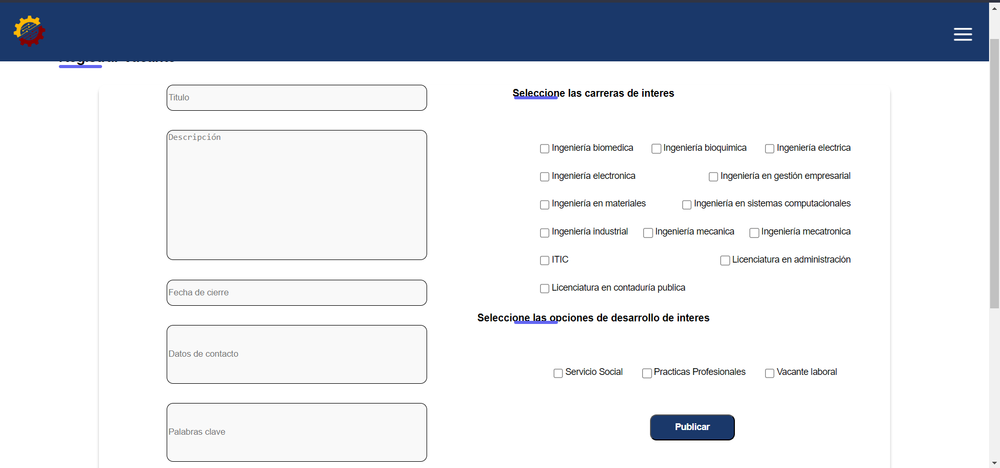 Registrar Vacante
Titulo
Descripción
Fecha de cierre
Datos de contacto
Palabras clave
Seleccione las carreras de interes
Ingeniería biomedica Ingeniería bioquimica Ingeniería electrica
Ingeniería electronica Ingeniería en gestión empresarial
Ingeniería en materiales Ingeniería en sistemas computacionales
Ingeniería industrial Ingeniería mecanica Ingeniería mecatronica
ITIC Licenciatura en administración
Licenciatura en contaduría publica
Seleccione las opciones de desarrollo de interes
Servicio Social Practicas Profesionales Vacante laboral
Publicar